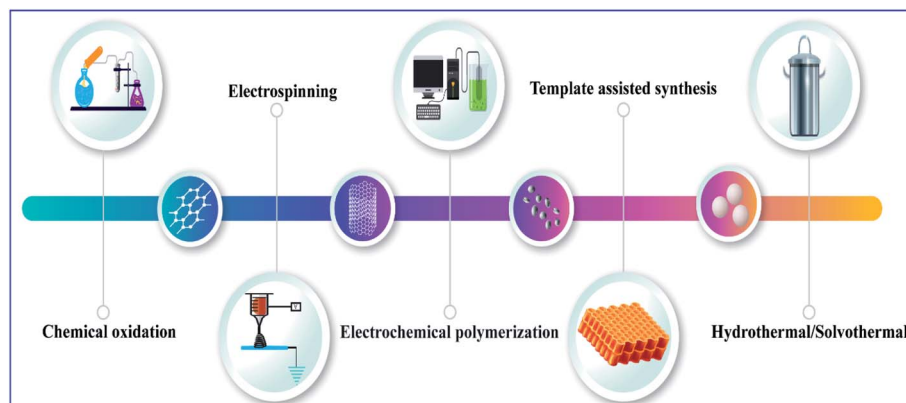 Electrospinning
Template assisted synthesis
Chemical oxidation
Electrochemical polymerization
Hydrothermal/Solvothermal